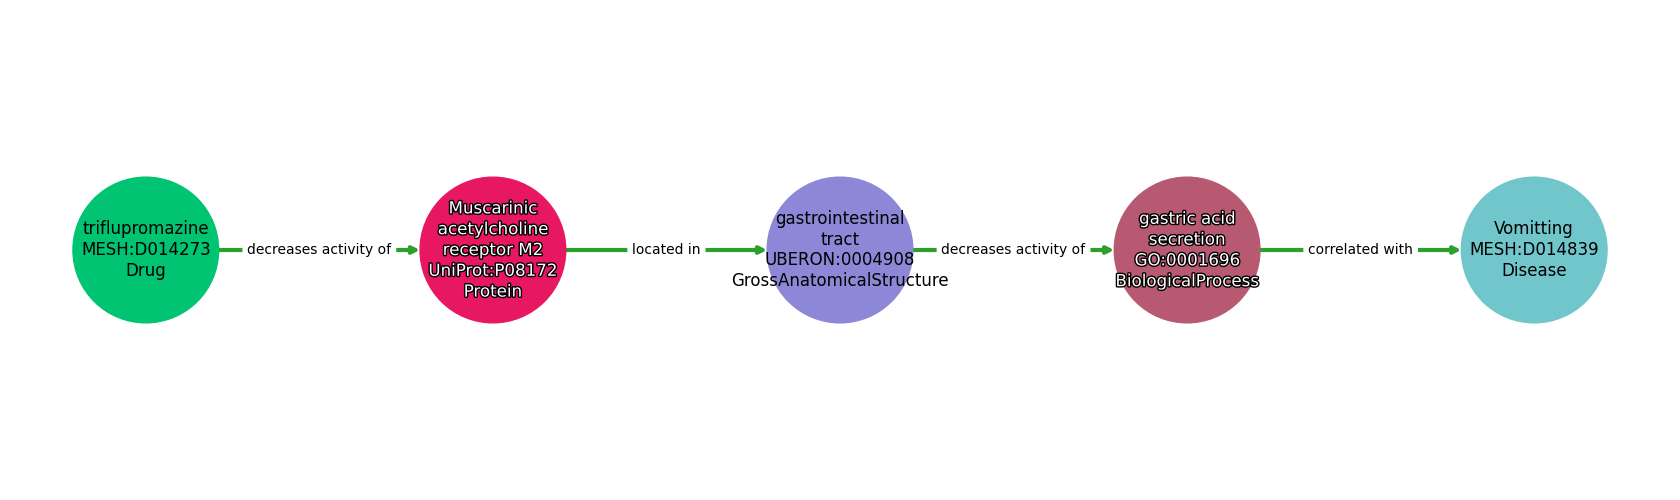 triflupromazine
MESH:D014273
Drug
decreases activity of
Muscarinic
acetylcholine
receptor M2
UniProt:P08172
Protein
located in
gastrointestinal
tract
UBERON:0004908
GrossAnatomicalStructure
decreases activity of
gastric acid
secretion
GO:0001696
BiologicalProcess
correlated with
Vomitting
MESH:D014839
Disease